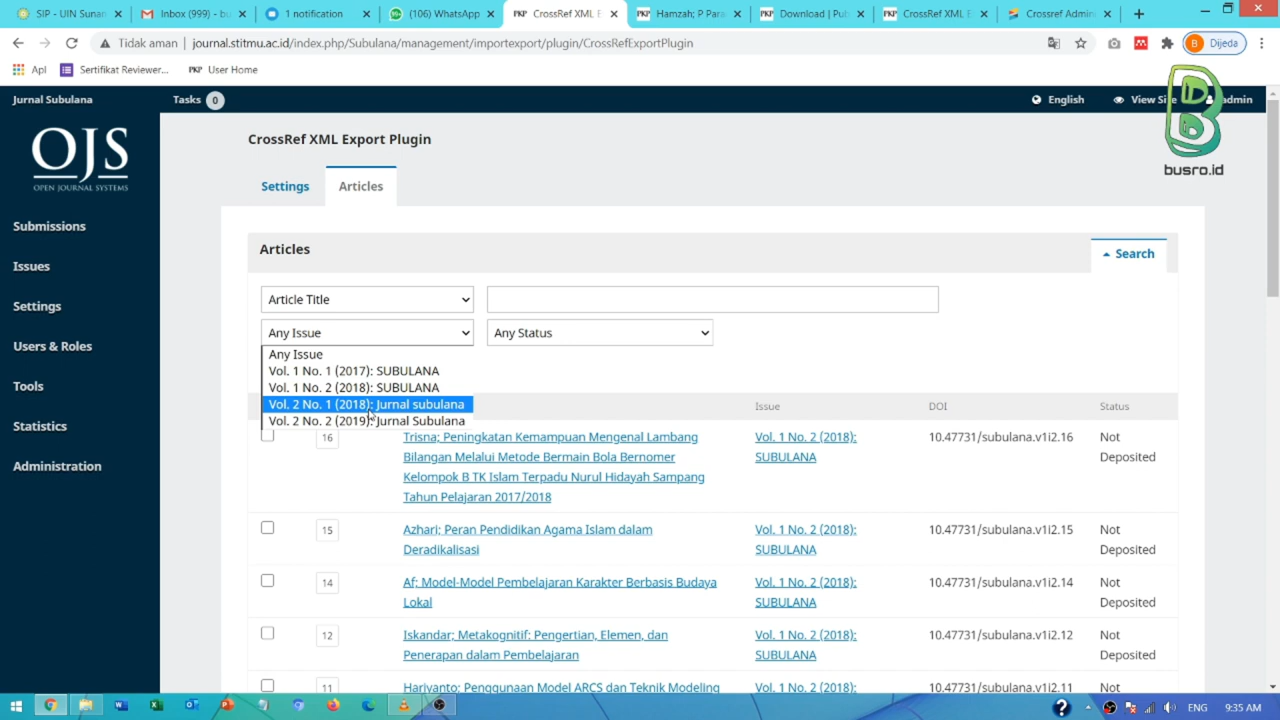 SIP - UIN Sunan
Inbox (999) - bu
1 notification
(106) WhatsApp
CrossRef XML E
Hamzah; P Para
Download | Pub
CrossRef XML E
Crossref Admin
Tidak aman | journal.stitmu.ac.id/index.php/Subulana/management/importexport/plugin/CrossRefExportPlugin
B Dijeda
Apl
Sertifikat Reviewer...
PKP User Home
Jurnal Subulana
Tasks 0
English
View Site
admin
busro.id
OJS
OPEN JOURNAL SYSTEMS
Submissions
Issues
Settings
Users & Roles
Tools
Statistics
Administration
CrossRef XML Export Plugin
Settings
Articles
Articles
Search
Article Title
Any Issue
Any Status
Any Issue
Vol. 1 No. 1 (2017): SUBULANA
Vol. 1 No. 2 (2018): SUBULANA
Vol. 2 No. 1 (2018): Jurnal subulana
Vol. 2 No. 2 (2019): Jurnal Subulana
Issue
DOI
Status
16
Trisna; Peningkatan Kemampuan Mengenal Lambang
Bilangan Melalui Metode Bermain Bola Bernomer
Kelompok B TK Islam Terpadu Nurul Hidayah Sampang
Tahun Pelajaran 2017/2018
Vol. 1 No. 2 (2018):
SUBULANA
10.47731/subulana.v1i2.16
Not
Deposited
15
Azhari; Peran Pendidikan Agama Islam dalam
Deradikalisasi
Vol. 1 No. 2 (2018):
SUBULANA
10.47731/subulana.v1i2.15
Not
Deposited
14
Af; Model-Model Pembelajaran Karakter Berbasis Budaya
Lokal
Vol. 1 No. 2 (2018):
SUBULANA
10.47731/subulana.v1i2.14
Not
Deposited
12
Iskandar; Metakognitif: Pengertian, Elemen, dan
Penerapan dalam Pembelajaran
Vol. 1 No. 2 (2018):
SUBULANA
10.47731/subulana.v1i2.12
Not
Deposited
11
Hariyanto; Penggunaan Model ARCS dan Teknik Modeling
Vol. 1 No. 2 (2018):
10.47731/subulana.v1i2.11
Not
ENG
9:35 AM